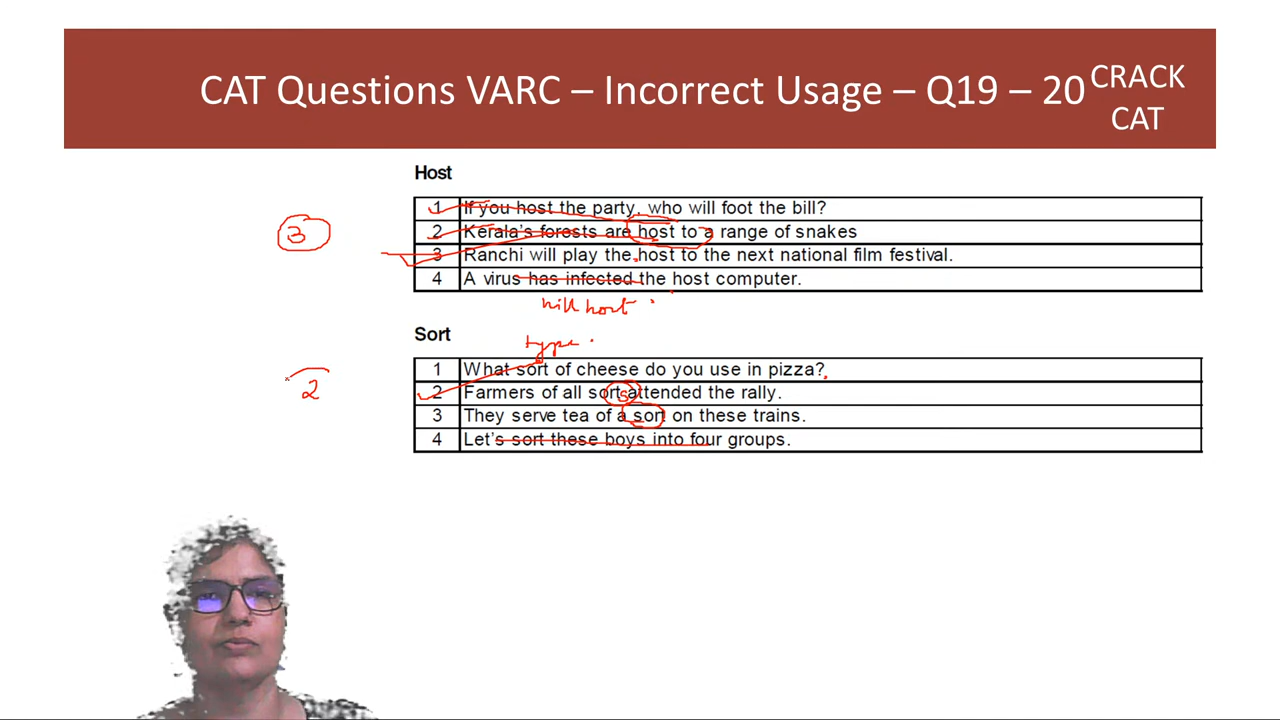 CAT Questions VARC – Incorrect Usage – Q19 – 20
CRACK
CAT
Host
1 If you host the party, who will foot the bill?
2 Kerala's forests are host to a range of snakes
3 Ranchi will play the host to the next national film festival.
4 A virus has infected the host computer.
3
will host
Sort
type
1 What sort of cheese do you use in pizza?
2 Farmers of all sort attended the rally.
s
3 They serve tea of a sort on these trains.
4 Let's sort these boys into four groups.
2